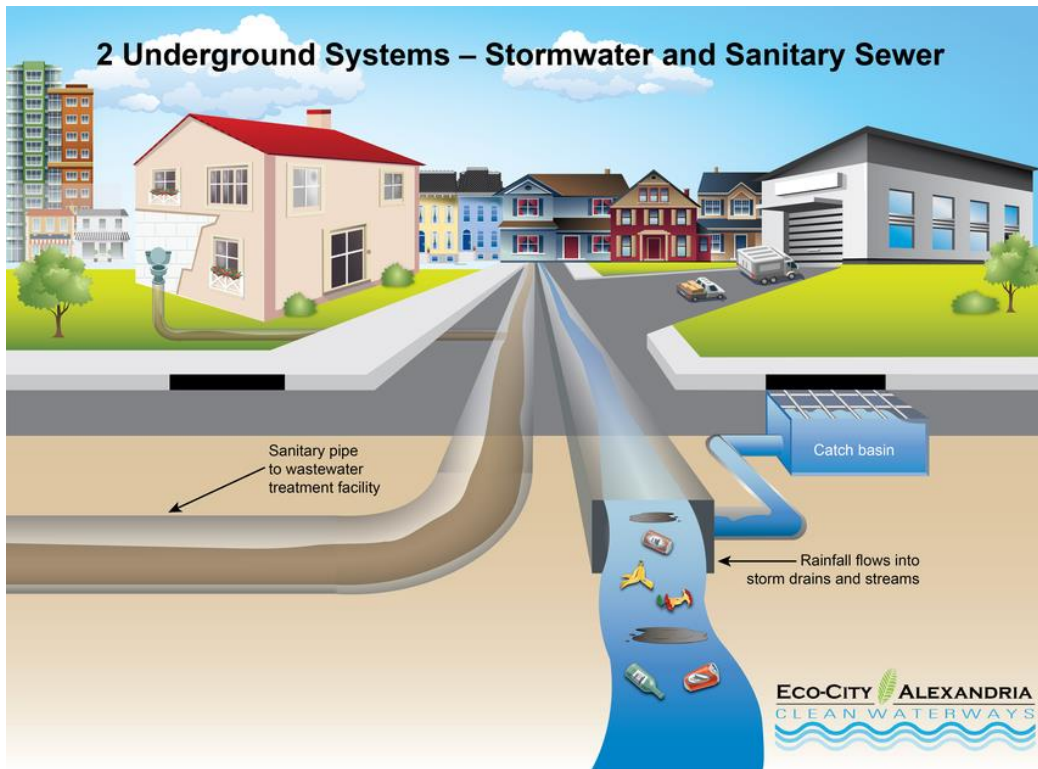 2 Underground Systems – Stormwater and Sanitary Sewer
Sanitary pipe
to wastewater
treatment facility
Catch basin
Rainfall flows into
storm drains and streams
ECO-CITY ALEXANDRIA
CLEAN WATERWAYS